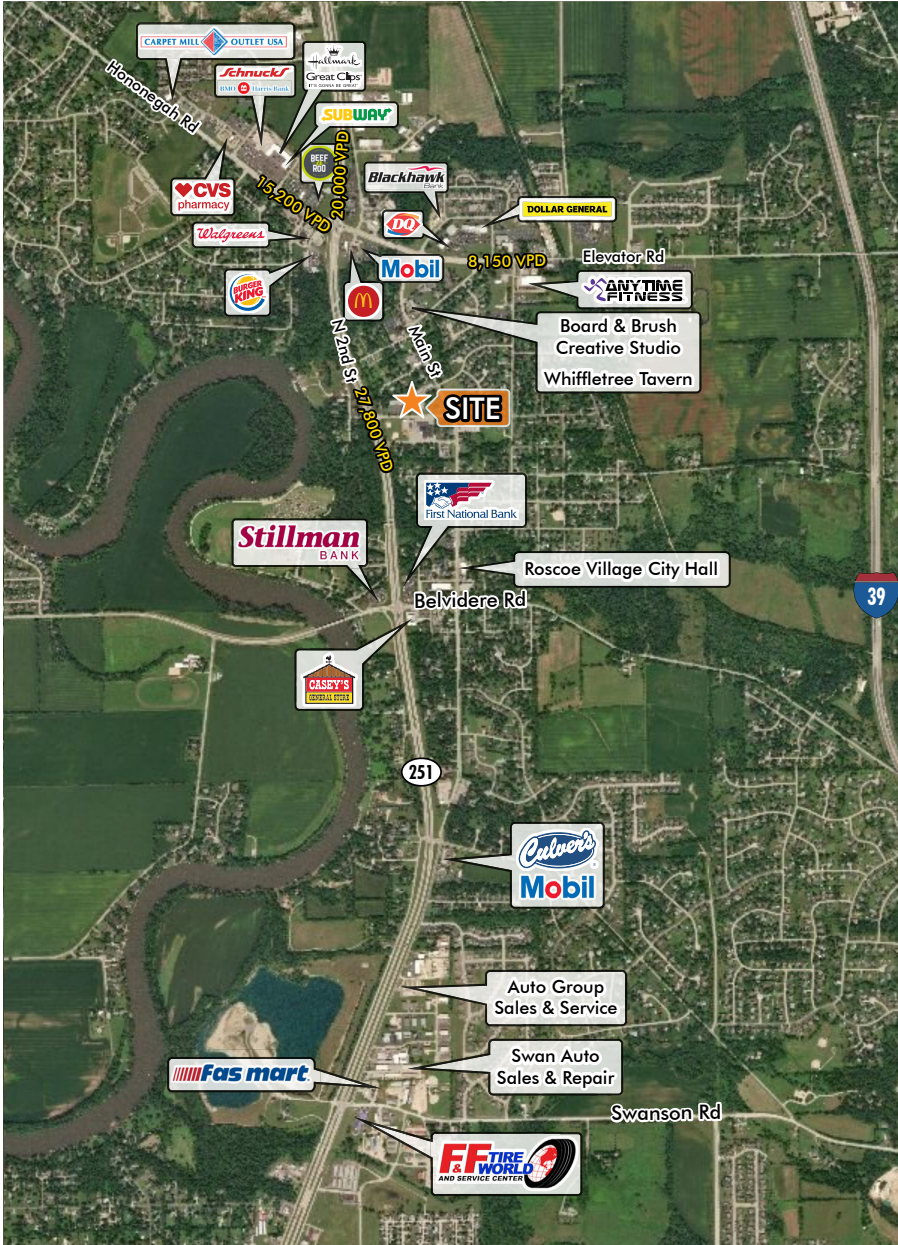 CARPET MILL OUTLET USA
Hallmark
Great Clips
IT'S GONNA BE GREAT
Schnucks
BMO Harris Bank
Hononegah Rd
SUBWAY
BEEF
ROO
20,000 VPD
15,200 VPD
Blackhawk
Bank
CVS
pharmacy
DOLLAR GENERAL
DQ
Walgreens
Mobil
8,150 VPD
Elevator Rd
BURGER
KING
ANYTIME
FITNESS
N 2nd St
Main St
Board & Brush
Creative Studio
Whiffletree Tavern
SITE
27,800 VPD
First National Bank
Stillman
BANK
Roscoe Village City Hall
Belvidere Rd
39
CASEY'S
GENERAL STORE
251
Culver's
Mobil
Auto Group
Sales & Service
Swan Auto
Sales & Repair
Fas mart
Swanson Rd
F&F TIRE
WORLD
AND SERVICE CENTER